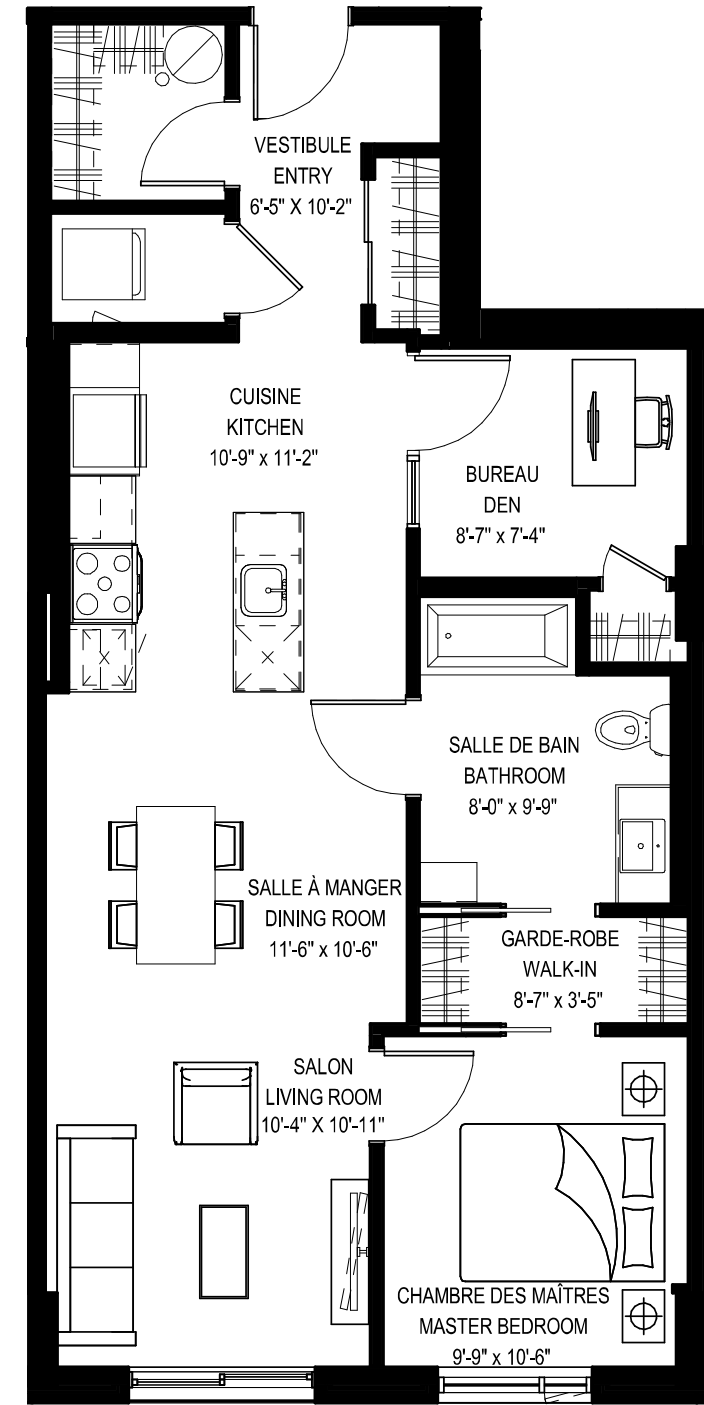 VESTIBULE
ENTRY
6'-5" X 10'-2"
CUISINE
KITCHEN
10'-9" x 11'-2"
BUREAU
DEN
8'-7" x 7'-4"
SALLE DE BAIN
BATHROOM
8'-0" x 9'-9"
SALLE À MANGER
DINING ROOM
11'-6" x 10'-6"
GARDE-ROBE
WALK-IN
8'-7" x 3'-5"
SALON
LIVING ROOM
10'-4" X 10'-11"
CHAMBRE DES MAÎTRES
MASTER BEDROOM
9'-9" x 10'-6"